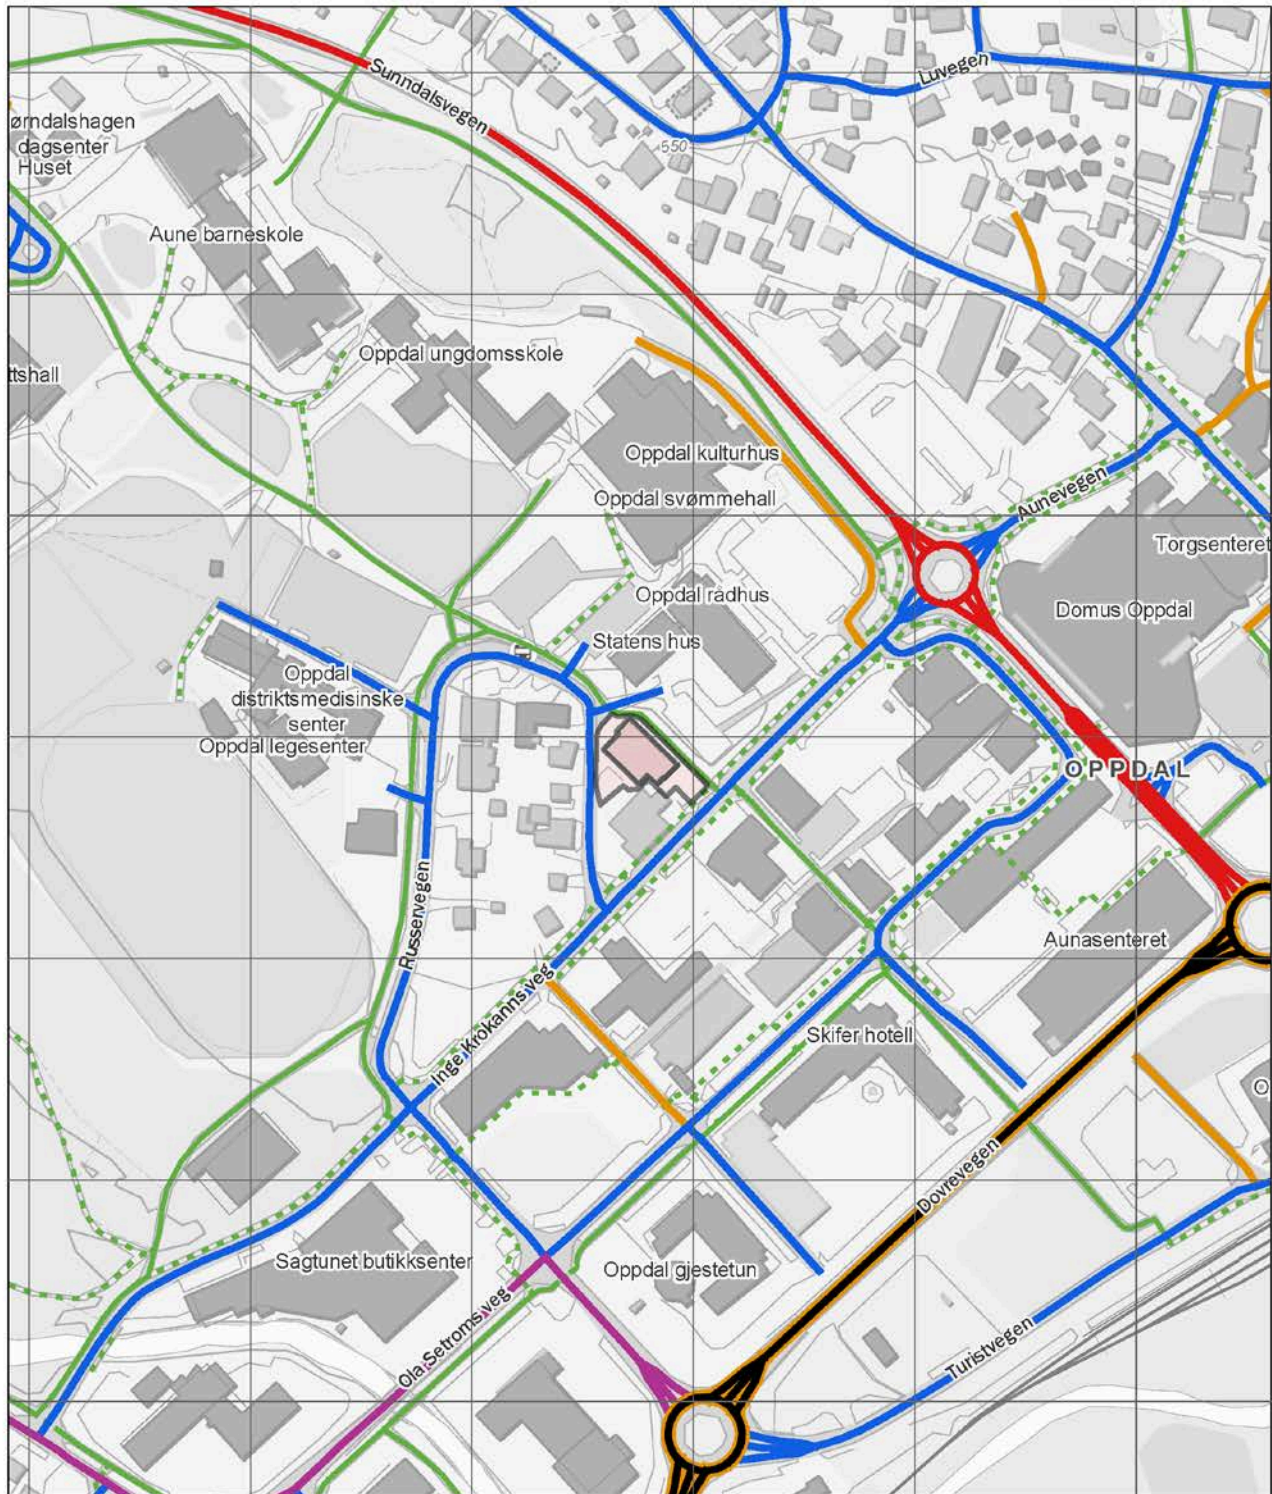 Sunndalsvegen
Luvegen
550
ørndalshagen
dagsenter
Huset
Aune barneskole
Oppdal ungdomsskole
ttshall
Oppdal kulturhus
Oppdal svømmehall
Aunevegen
Torgsenteret
Oppdal rådhus
Domus Oppdal
Statens hus
Oppdal
distriktsmedisinske
senter
Oppdal legesenter
OPPDAL
Russervegen
Aunasenteret
Inge Krokanns veg
Skifer hotell
O
Dovrevegen
Sagtunet butikksenter
Oppdal gjestetun
Ola Setroms veg
Turistvegen